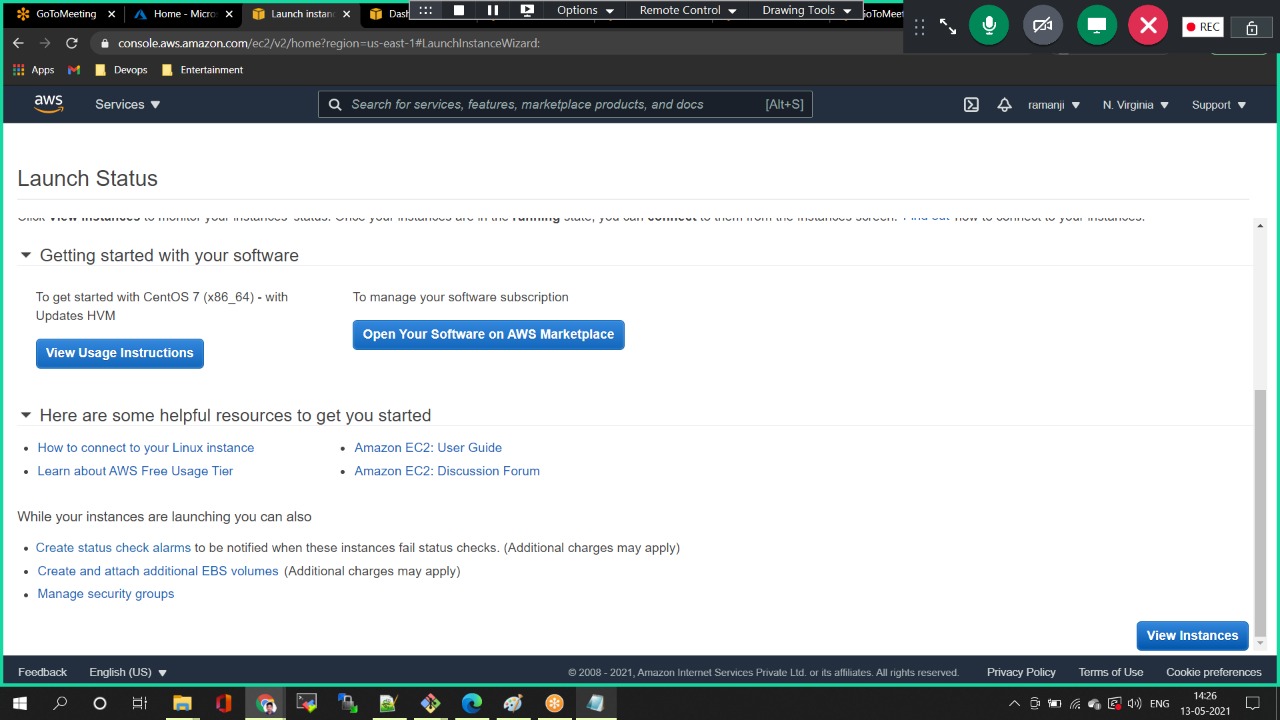 GoToMeeting
Home - Micros
Launch instanc
Das
Options
Remote Control
Drawing Tools
oToMeet
REC
console.aws.amazon.com/ec2/v2/home?region=us-east-1#LaunchInstanceWizard:
Apps
Devops
Entertainment
aws
Services
Search for services, features, marketplace products, and docs
[Alt+S]
ramanji
N. Virginia
Support
Launch Status
Click View Instances to monitor your instances' status. Once your instances are in the running state, you can connect to them from the Instances screen. Find out how to connect to your instances.
Getting started with your software
To get started with CentOS 7 (x86_64) - with
Updates HVM
View Usage Instructions
To manage your software subscription
Open Your Software on AWS Marketplace
Here are some helpful resources to get you started
• How to connect to your Linux instance
• Amazon EC2: User Guide
• Learn about AWS Free Usage Tier
• Amazon EC2: Discussion Forum
While your instances are launching you can also
• Create status check alarms to be notified when these instances fail status checks. (Additional charges may apply)
• Create and attach additional EBS volumes (Additional charges may apply)
• Manage security groups
View Instances
Feedback
English (US)
© 2008 - 2021, Amazon Internet Services Private Ltd. or its affiliates. All rights reserved.
Privacy Policy
Terms of Use
Cookie preferences
ENG
14:26
13-05-2021